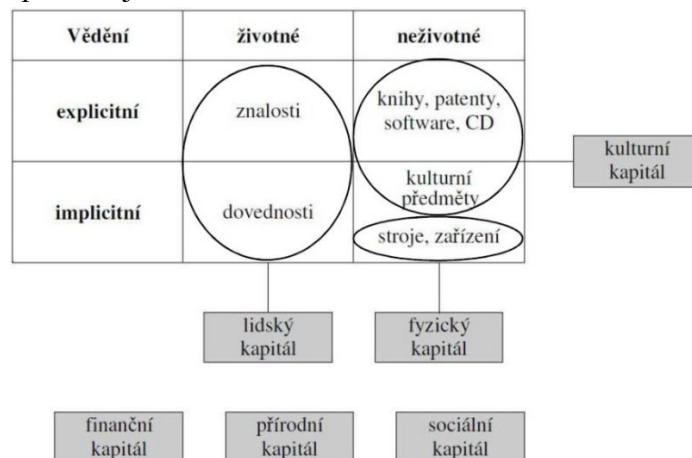 Vědění životné neživotné
explicitní znalosti knihy, patenty,
software, CD
kulturní
kapitál
implicitní dovednosti kulturní
předměty
stroje, zařízení
lidský
kapitál
fyzický
kapitál
finanční
kapitál
přírodní
kapitál
sociální
kapitál